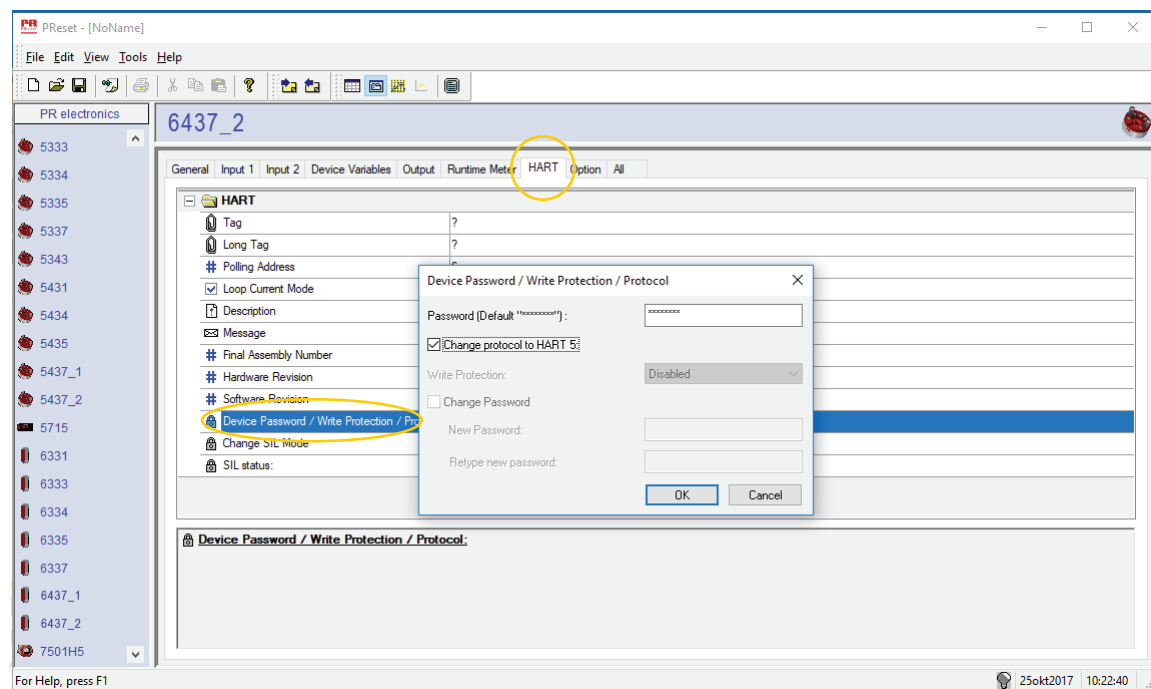 PR PReset - [NoName]
File Edit View Tools Help
PR electronics
6437_2
5333
5334
5335
5337
5343
5431
5434
5435
5437_1
5437_2
5715
6331
6333
6334
6335
6337
6437_1
6437_2
7501H5
General Input 1 Input 2 Device Variables Output Runtime Meter HART Option All
HART
Tag ?
Long Tag ?
Polling Address
Loop Current Mode
Description
Message
Final Assembly Number
Hardware Revision
Software Revision
Device Password / Write Protection / Pro
Change SIL Mode
SIL status:
Device Password / Write Protection / Protocol
Password (Default "********") : ********
Change protocol to HART 5:
Write Protection: Disabled
Change Password
New Password:
Retype new password:
OK Cancel
Device Password / Write Protection / Protocol:
For Help, press F1 25okt2017 10:22:40